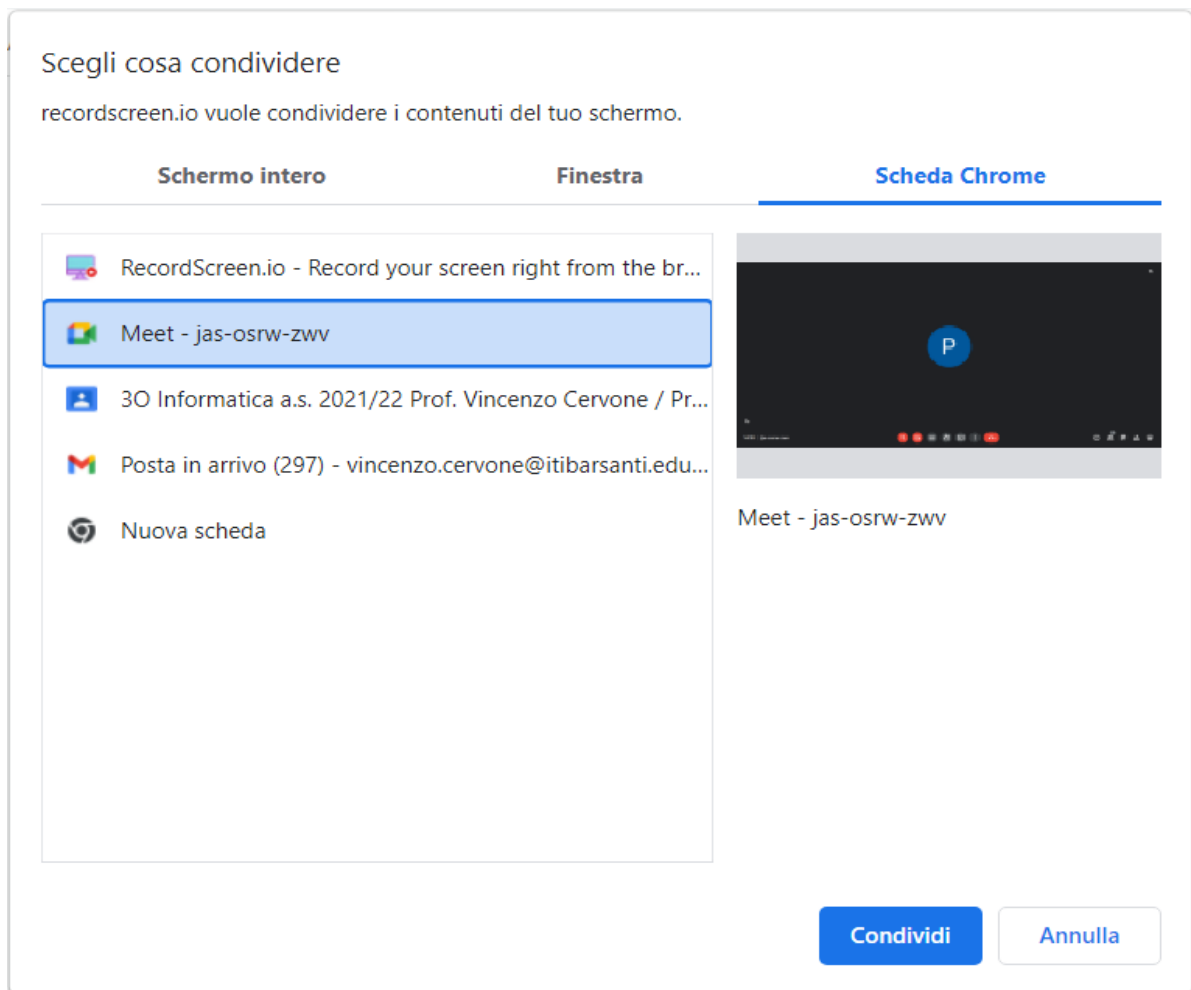 Scegli cosa condividere
recordscreen.io vuole condividere i contenuti del tuo schermo.
Schermo intero
Finestra
Scheda Chrome
RecordScreen.io - Record your screen right from the br...
Meet - jas-osrw-zwv
3O Informatica a.s. 2021/22 Prof. Vincenzo Cervone / Pr...
Posta in arrivo (297) - vincenzo.cervone@itibarsanti.edu...
Nuova scheda
P
Meet - jas-osrw-zwv
Condividi
Annulla